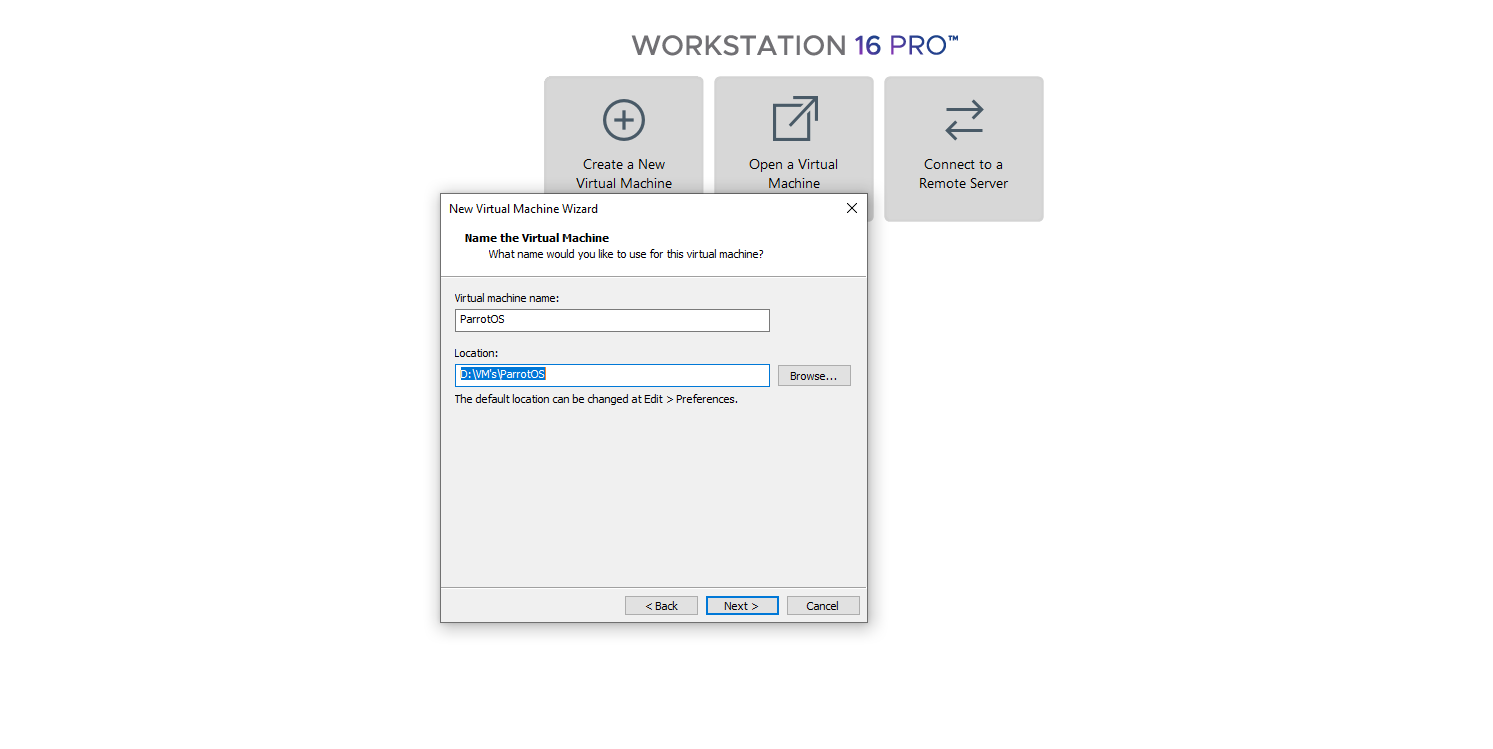 WORKSTATION 16 PRO™
Create a New
Virtual Machine
Open a Virtual
Machine
Connect to a
Remote Server
New Virtual Machine Wizard
Name the Virtual Machine
What name would you like to use for this virtual machine?
Virtual machine name:
ParrotOS
Location:
D:\VM's\ParrotOS
Browse...
The default location can be changed at Edit > Preferences.
< Back
Next >
Cancel